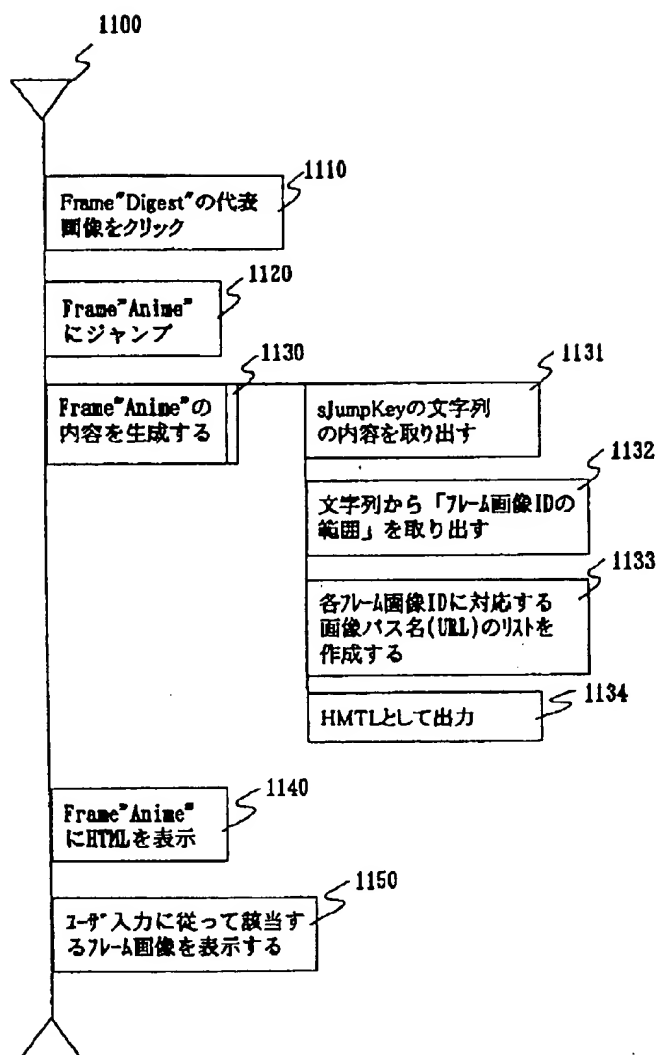 1100
1110
Frame"Digest"の代表
画像をクリック
1120
Frame"Anime"
にジャンプ
1130
Frame"Anime"の
内容を生成する
1131
sJumpKeyの文字列
の内容を取り出す
1132
文字列から「フレーム画像IDの
範囲」を取り出す
1133
各フレーム画像IDに対応する
画像パス名(URL)のリストを
作成する
1134
HMTLとして出力
1140
Frame"Anime"
にHTMLを表示
1150
ユーザ入力に従って該当す
るフレーム画像を表示する